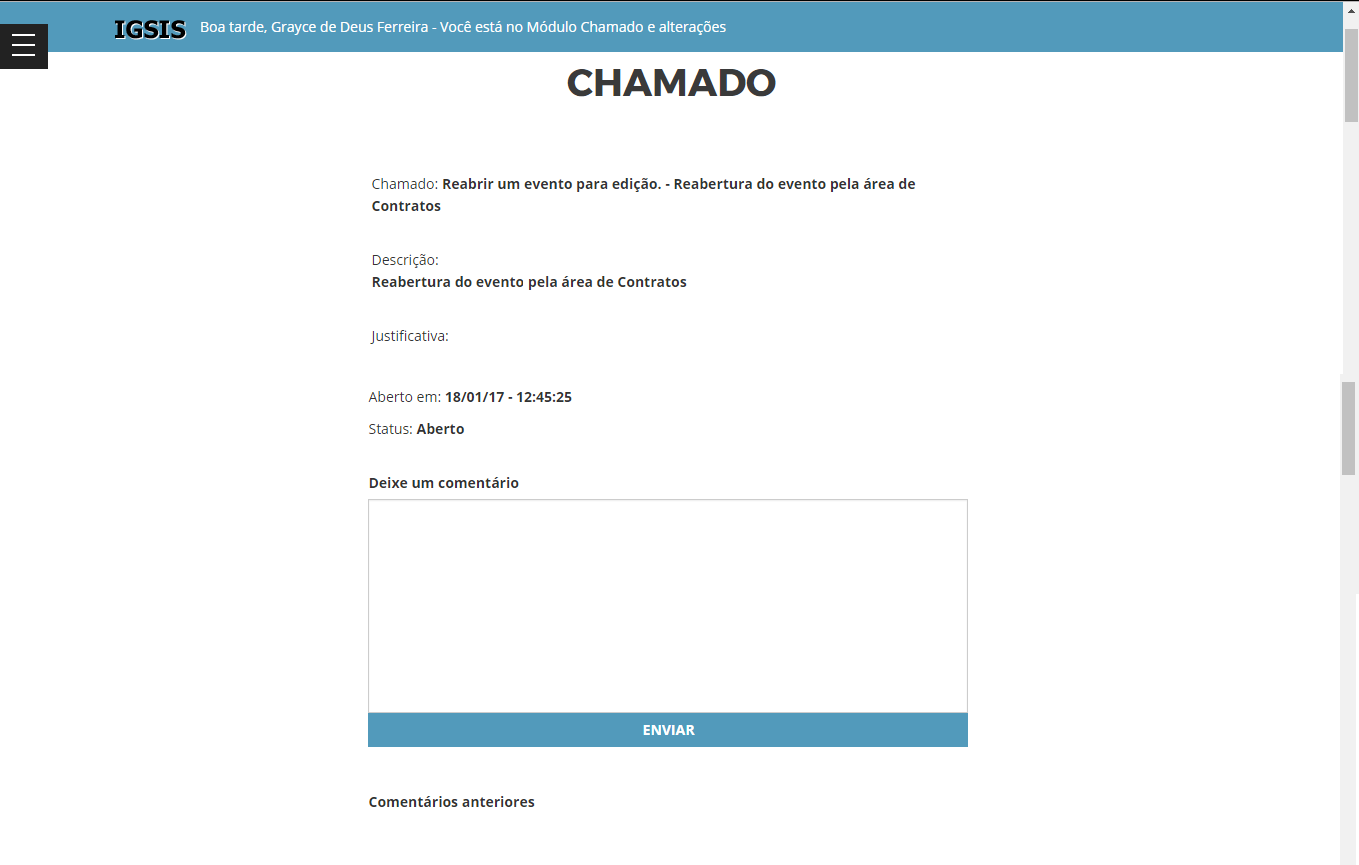 IGSIS Boa tarde, Grayce de Deus Ferreira - Você está no Módulo Chamado e alterações
CHAMADO
Chamado: Reabrir um evento para edição. - Reabertura do evento pela área de
Contratos
Descrição:
Reabertura do evento pela área de Contratos
Justificativa:
Aberto em: 18/01/17 - 12:45:25
Status: Aberto
Deixe um comentário
ENVIAR
Comentários anteriores